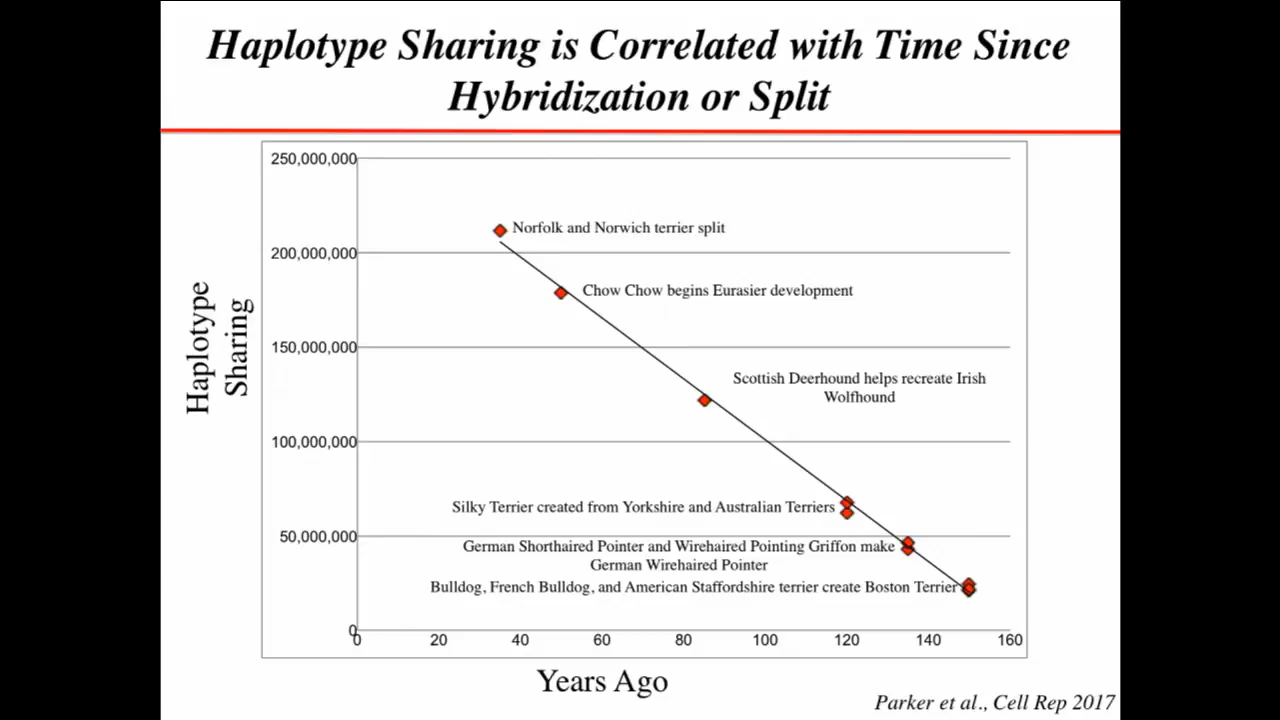 Haplotype Sharing is Correlated with Time Since
Hybridization or Split
Haplotype
Sharing
250,000,000
200,000,000
150,000,000
100,000,000
50,000,000
0
Norfolk and Norwich terrier split
Chow Chow begins Eurasier development
Scottish Deerhound helps recreate Irish
Wolfhound
Silky Terrier created from Yorkshire and Australian Terriers
German Shorthaired Pointer and Wirehaired Pointing Griffon make
German Wirehaired Pointer
Bulldog, French Bulldog, and American Staffordshire terrier create Boston Terrier
0 20 40 60 80 100 120 140 160
Years Ago
Parker et al., Cell Rep 2017